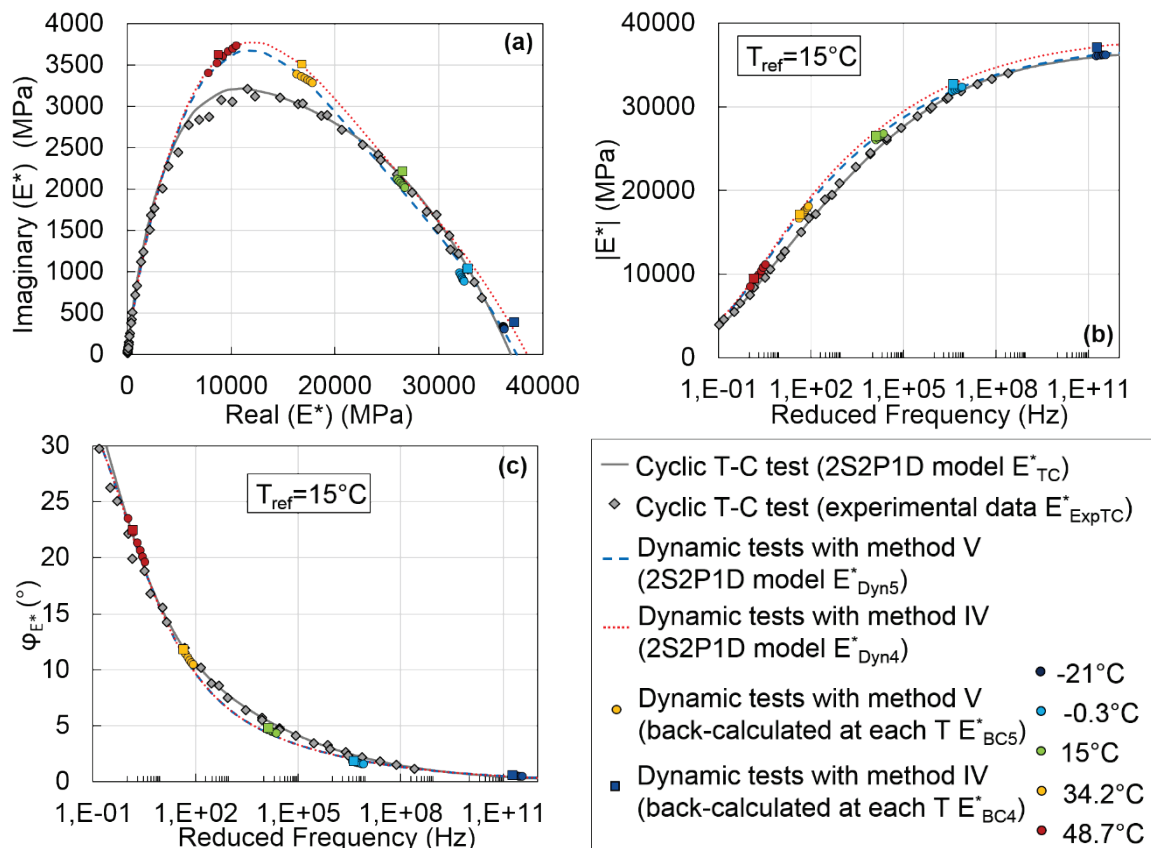 4000
3500
3000
2500
2000
1500
1000
500
0
Imaginary (E*) (MPa)
(a)
0 10000 20000 30000 40000
Real (E*) (MPa)
40000
30000
20000
10000
0
|E*| (MPa)
Tref=15°C
(b)
1,E-01 1,E+02 1,E+05 1,E+08 1,E+11
Reduced Frequency (Hz)
30
25
20
15
10
5
0
φE* (°)
Tref=15°C
(c)
1,E-01 1,E+02 1,E+05 1,E+08 1,E+11
Reduced Frequency (Hz)
Cyclic T-C test (2S2P1D model E*TC)
Cyclic T-C test (experimental data E*ExpTC)
Dynamic tests with method V
(2S2P1D model E*Dyn5)
Dynamic tests with method IV
(2S2P1D model E*Dyn4)
Dynamic tests with method V
(back-calculated at each T E*BC5)
Dynamic tests with method IV
(back-calculated at each T E*BC4)
-21°C
-0.3°C
15°C
34.2°C
48.7°C